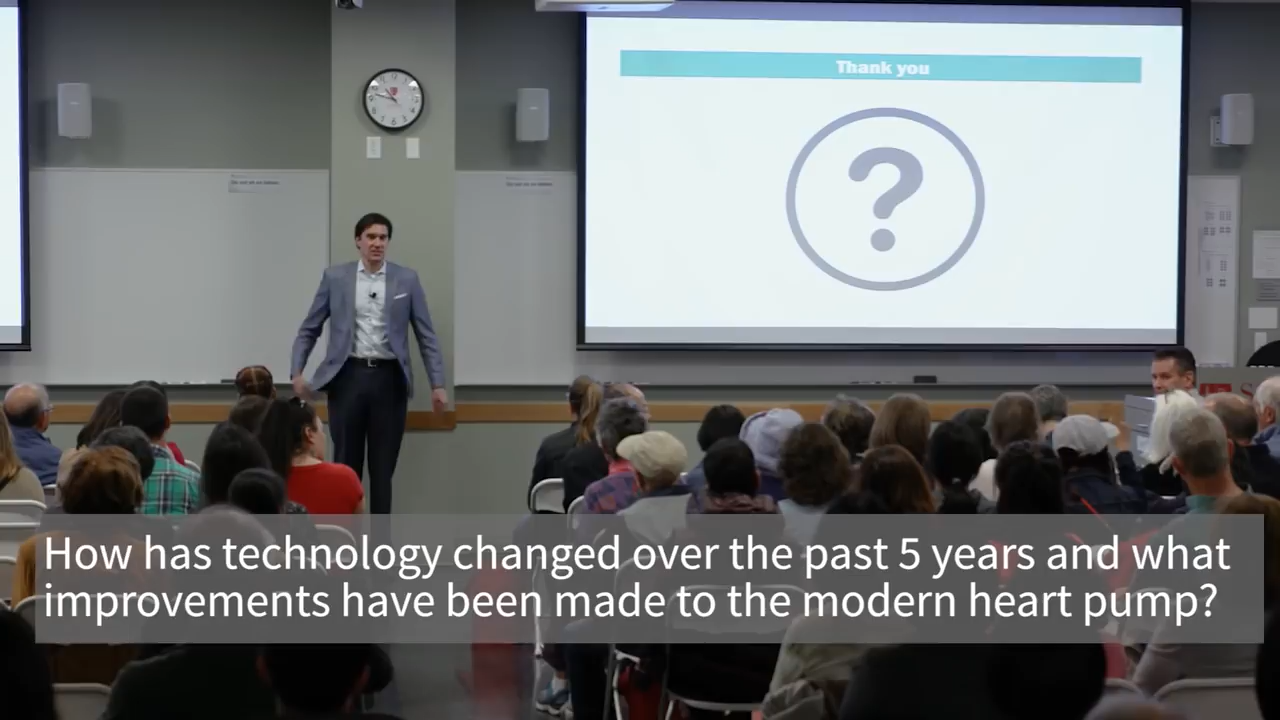 Thank you
?
How has technology changed over the past 5 years and what
improvements have been made to the modern heart pump?